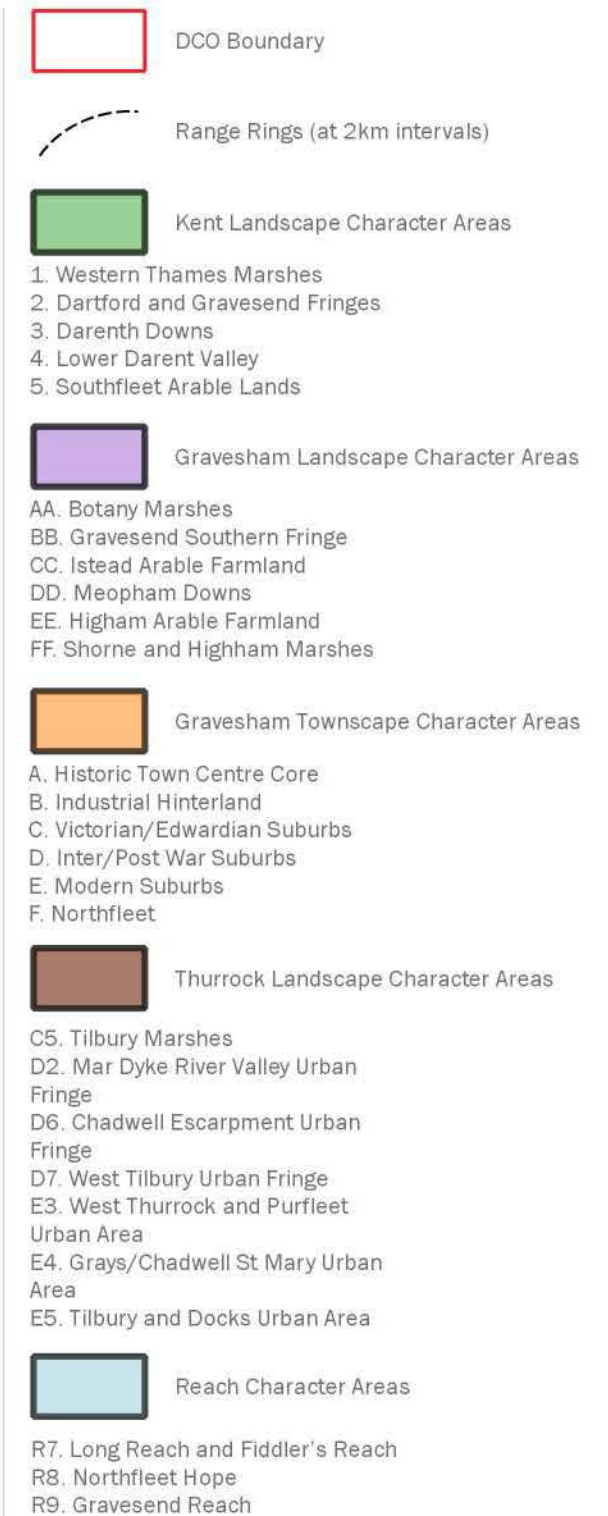 DCO Boundary
Range Rings (at 2km intervals)
Kent Landscape Character Areas
1. Western Thames Marshes
2. Dartford and Gravesend Fringes
3. Darenth Downs
4. Lower Darent Valley
5. Southfleet Arable Lands
Gravesham Landscape Character Areas
AA. Botany Marshes
BB. Gravesend Southern Fringe
CC. Istead Arable Farmland
DD. Meopham Downs
EE. Higham Arable Farmland
FF. Shorne and Highham Marshes
Gravesham Townscape Character Areas
A. Historic Town Centre Core
B. Industrial Hinterland
C. Victorian/Edwardian Suburbs
D. Inter/Post War Suburbs
E. Modern Suburbs
F. Northfleet
Thurrock Landscape Character Areas
C5. Tilbury Marshes
D2. Mar Dyke River Valley Urban
Fringe
D6. Chadwell Escarpment Urban
Fringe
D7. West Tilbury Urban Fringe
E3. West Thurrock and Purfleet
Urban Area
E4. Grays/Chadwell St Mary Urban
Area
E5. Tilbury and Docks Urban Area
Reach Character Areas
R7. Long Reach and Fiddler's Reach
R8. Northfleet Hope
R9. Gravesend Reach